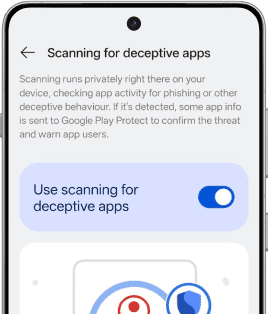 Scanning for deceptive apps
Scanning runs privately right there on your
device, checking app activity for phishing or other
deceptive behaviour. If it's detected, some app info
is sent to Google Play Protect to confirm the threat
and warn app users.
Use scanning for
deceptive apps